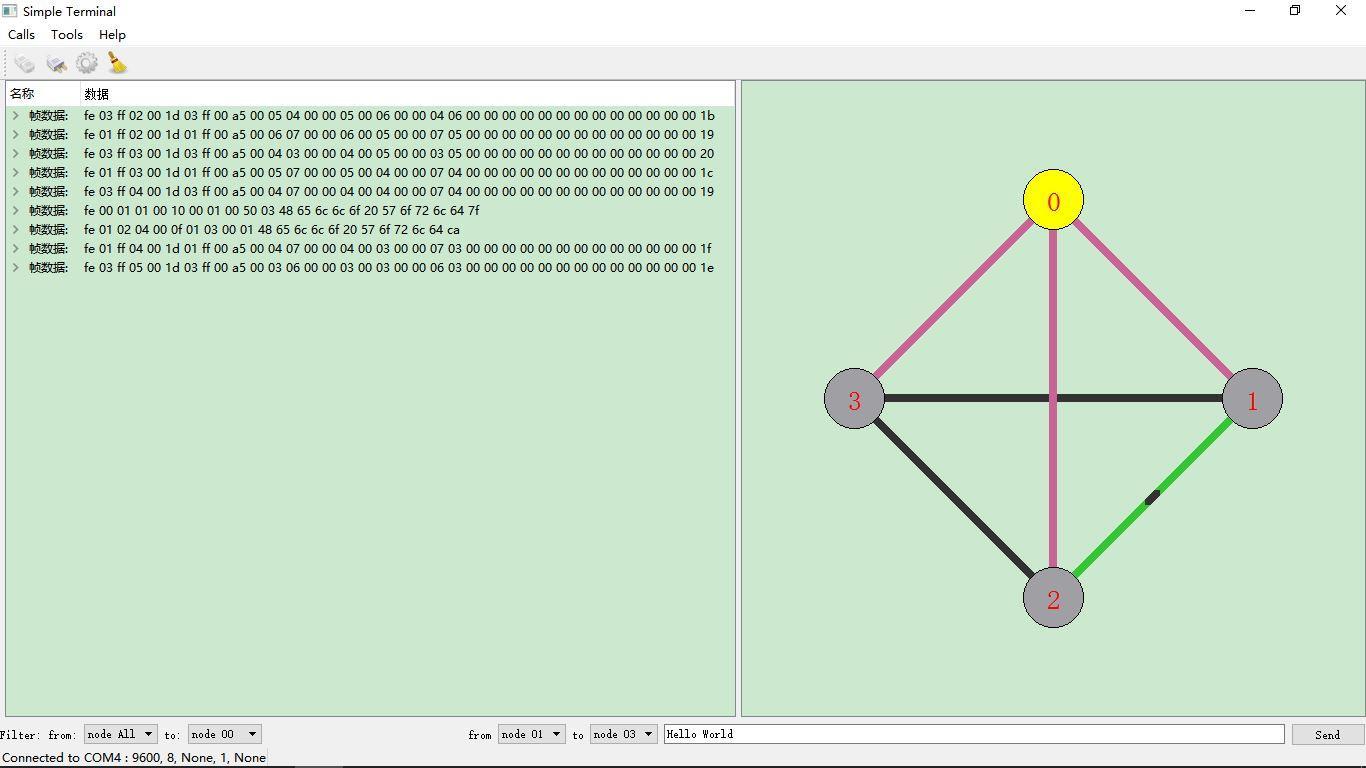 Simple Terminal
Calls Tools Help
名称 数据
帧数据: fe 03 ff 02 00 1d 03 ff 00 a5 00 05 04 00 00 05 00 06 00 00 04 06 00 00 00 00 00 00 00 00 00 00 00 00 1b
帧数据: fe 01 ff 02 00 1d 01 ff 00 a5 00 06 07 00 00 06 00 05 00 00 07 05 00 00 00 00 00 00 00 00 00 00 00 00 19
帧数据: fe 03 ff 03 00 1d 03 ff 00 a5 00 04 03 00 00 04 00 05 00 00 03 05 00 00 00 00 00 00 00 00 00 00 00 00 20
帧数据: fe 01 ff 03 00 1d 01 ff 00 a5 00 05 07 00 00 05 00 04 00 00 07 04 00 00 00 00 00 00 00 00 00 00 00 00 1c
帧数据: fe 03 ff 04 00 1d 03 ff 00 a5 00 04 07 00 00 04 00 04 00 00 07 04 00 00 00 00 00 00 00 00 00 00 00 00 19
帧数据: fe 00 01 01 00 10 00 01 00 50 03 48 65 6c 6c 6f 20 57 6f 72 6c 64 7f
帧数据: fe 01 02 04 00 0f 01 03 00 01 48 65 6c 6c 6f 20 57 6f 72 6c 64 ca
帧数据: fe 01 ff 04 00 1d 01 ff 00 a5 00 04 07 00 00 04 00 03 00 00 07 03 00 00 00 00 00 00 00 00 00 00 00 00 1f
帧数据: fe 03 ff 05 00 1d 03 ff 00 a5 00 03 06 00 00 03 00 03 00 00 06 03 00 00 00 00 00 00 00 00 00 00 00 00 1e
0
3
1
2
Filter: from: node All to: node 00 from node 01 to node 03 Hello World Send
Connected to COM4 : 9600, 8, None, 1, None